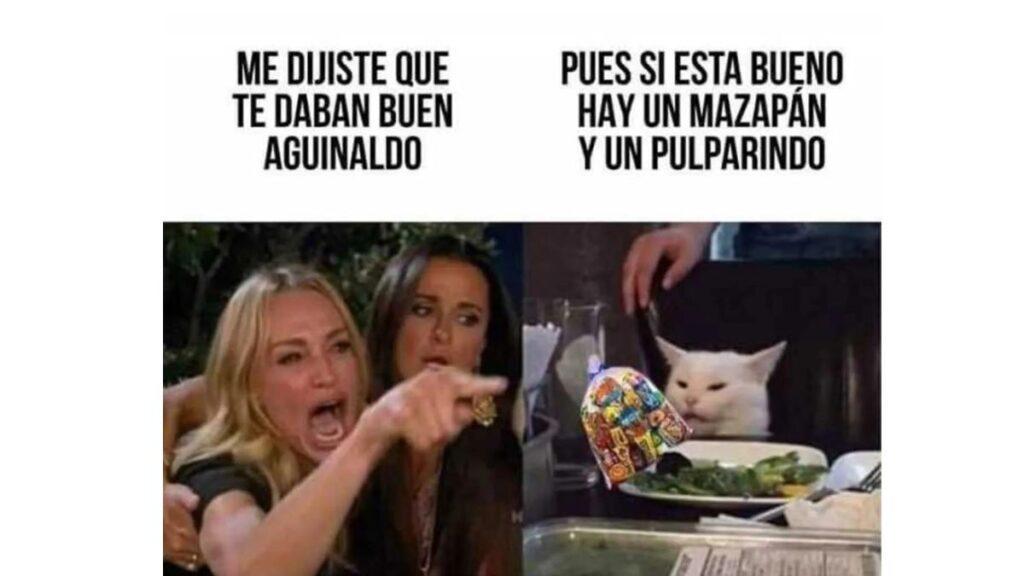 ME DIJISTE QUE
TE DABAN BUEN
AGUINALDO
PUES SI ESTA BUENO
HAY UN MAZAPÁN
Y UN PULPARINDO